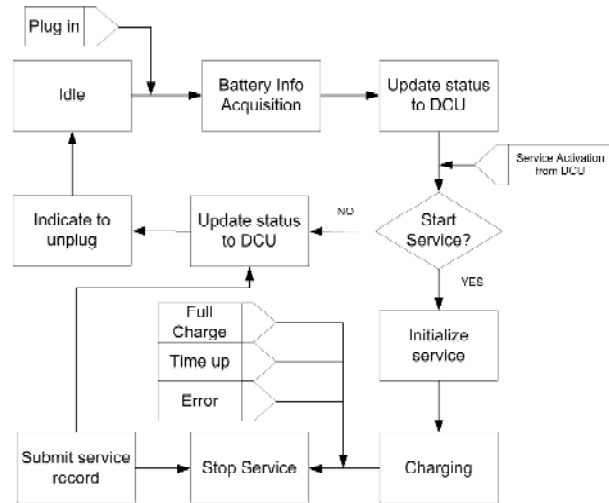 Plug in
Idle
Battery Info
Acquisition
Update status
to DCU
Service Activation
from DCU
Indicate to
unplug
Update status
to DCU
NO
Start
Service?
YES
Full
Charge
Time up
Error
Initialize
service
Submit service
record
Stop Service
Charging